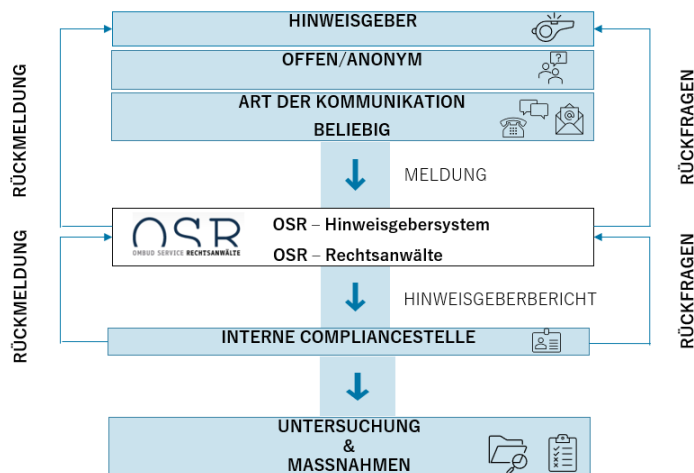 HINWEISGEBER
OFFEN/ANONYM
?
ART DER KOMMUNIKATION
BELIEBIG
@
RÜCKMELDUNG
RÜCKFRAGEN
MELDUNG
OSR
OMBUD SERVICE RECHTSANWÄLTE
OSR – Hinweisgebersystem
OSR – Rechtsanwälte
RÜCKMELDUNG
RÜCKFRAGEN
HINWEISGEBERBERICHT
INTERNE COMPLIANCESTELLE
UNTERSUCHUNG
&
MASSNAHMEN